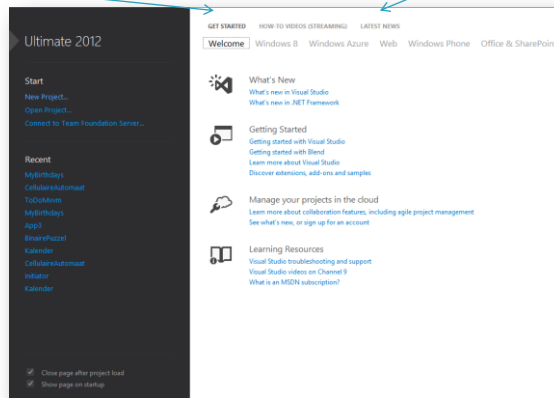 Ultimate 2012
Start
New Project...
Open Project...
Connect to Team Foundation Server...
Recent
MyBirthdays
CellulaireAutomaat
ToDoMvvm
MyBirthdays
App3
BinairePuzzel
Kalender
CellulaireAutomaat
initiator
Kalender
Close page after project load
Show page on startup
GET STARTED HOW-TO VIDEOS (STREAMING) LATEST NEWS
Welcome Windows 8 Windows Azure Web Windows Phone Office & SharePoin
What's New
What's new in Visual Studio
What's new in .NET Framework
Getting Started
Getting started with Visual Studio
Getting started with Blend
Learn more about Visual Studio
Discover extensions, add-ons and samples
Manage your projects in the cloud
Learn more about collaboration features, including agile project management
See what's new, or sign up for an account
Learning Resources
Visual Studio troubleshooting and support
Visual Studio videos on Channel 9
What is an MSDN subscription?